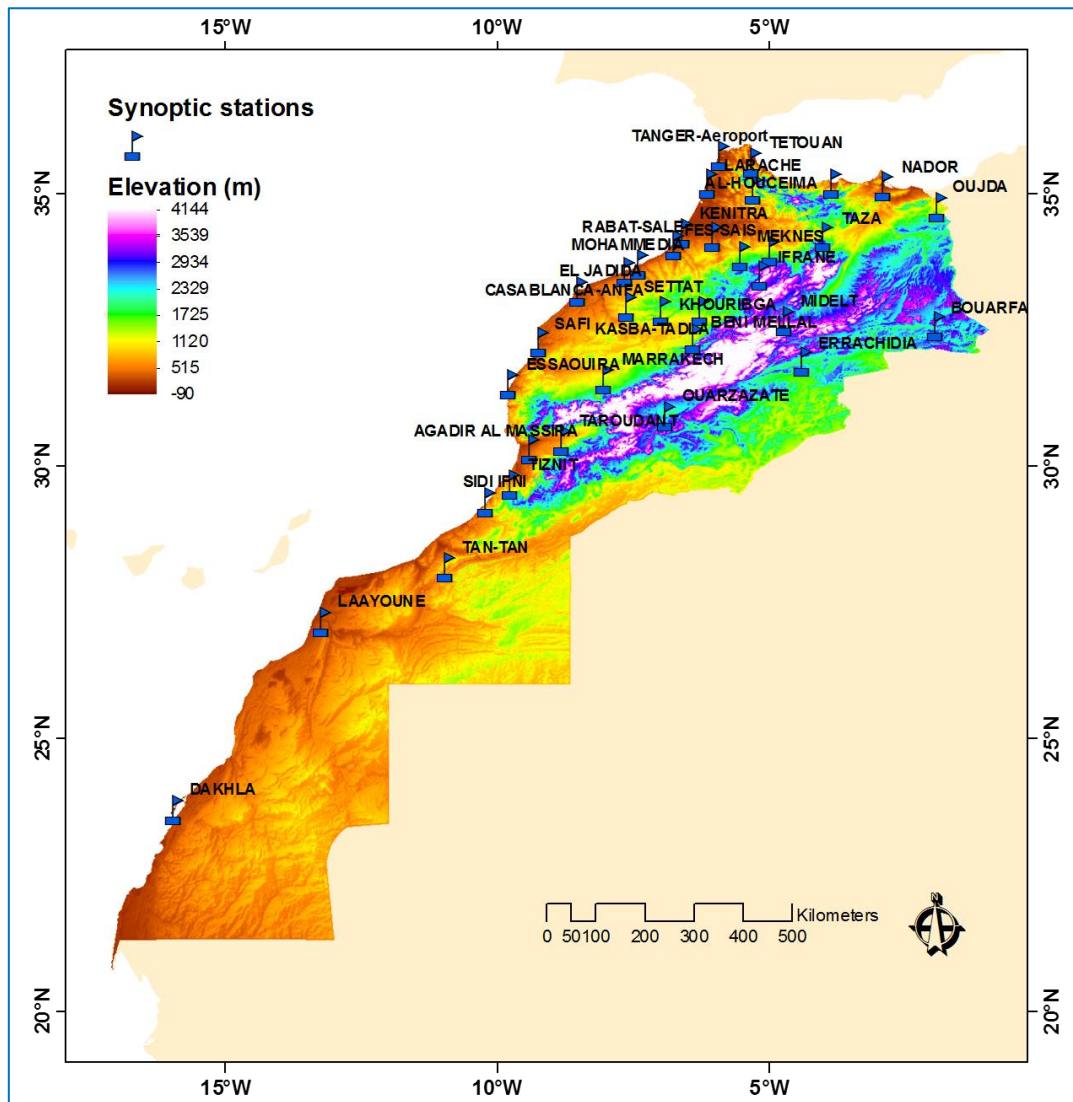 15°W 10°W 5°W
Synoptic stations
Elevation (m)
4144
3539
2934
2329
1725
1120
515
-90
35°N
30°N
25°N
20°N
TANGER-Aeroport
TETOUAN
LARACHE
AL-HOUCEIMA
NADOR
OUJDA
KENITRA
RABAT-SALE
FES-SAIS
TAZA
MOHAMMEDIA
MEKNES
IFRANE
EL JADIDA
CASABLANCA-ANFA
SETTAT
KHOURIBGA
MIDELT
BOUARFA
SAFI
KASBA-TADLA
BENI MELLAL
ERRACHIDIA
ESSAOUIRA
MARRAKECH
OUARZAZATE
AGADIR AL MASSIRA
TAROUDANT
TIZNIT
SIDI IFNI
TAN-TAN
LAAYOUNE
DAKHLA
35°N
30°N
25°N
20°N
Kilometers
0 50 100 200 300 400 500
N
15°W 10°W 5°W